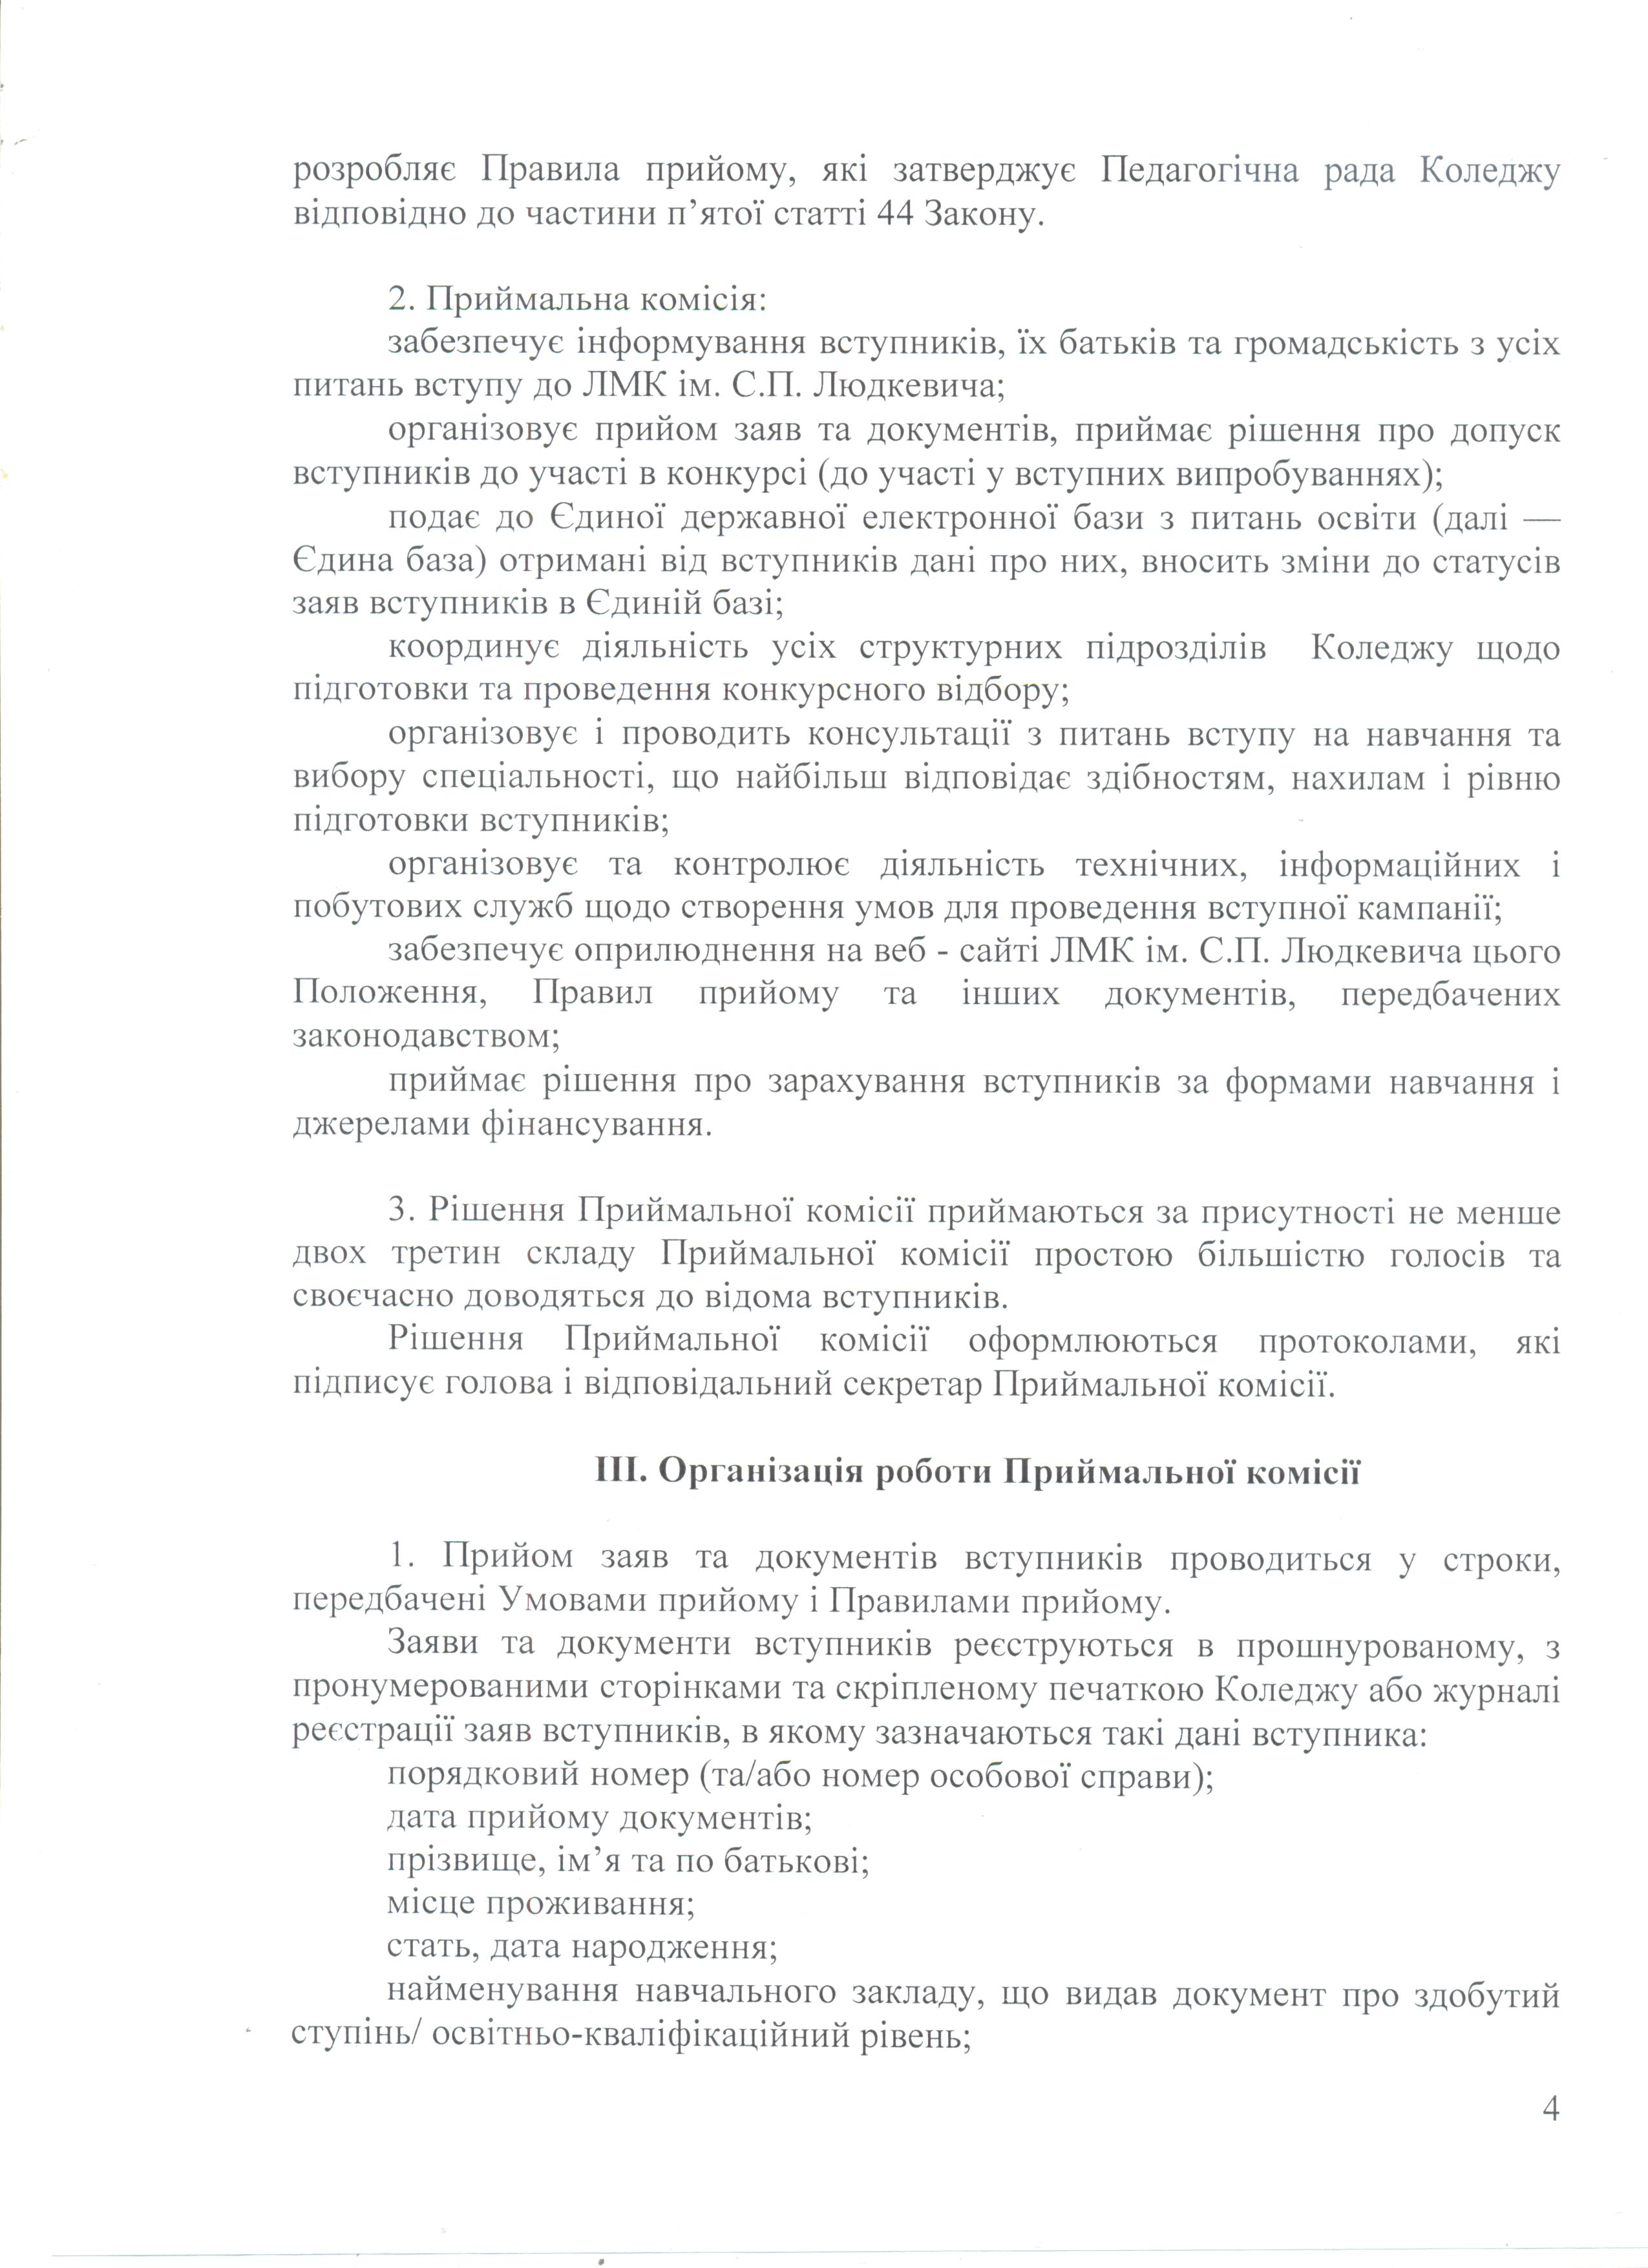 розробляє Правила прийому, які затверджує Педагогічна рада Коледжу
відповідно до частини п’ятої статті 44 Закону.
2. Приймальна комісія:
забезпечує інформування вступників, їх батьків та громадськість з усіх
питань вступу до ЛМК ім. С.П. Людкевича;
організовує прийом заяв та документів, приймає рішення про допуск
вступників до участі в конкурсі (до участі у вступних випробуваннях);
подає до Єдиної державної електронної бази з питань освіти (далі —
Єдина база) отримані від вступників дані про них, вносить зміни до статусів
заяв вступників в Єдиній базі;
координує діяльність усіх структурних підрозділів Коледжу щодо
підготовки та проведення конкурсного відбору;
організовує і проводить консультації з питань вступу на навчання та
вибору спеціальності, що найбільш відповідає здібностям, нахилам і рівню
підготовки вступників;
організовує та контролює діяльність технічних, інформаційних і
побутових служб щодо створення умов для проведення вступної кампанії;
забезпечує оприлюднення на веб - сайті ЛМК ім. С.П. Людкевича цього
Положення, Правил прийому та інших документів, передбачених
законодавством;
приймає рішення про зарахування вступників за формами навчання і
джерелами фінансування.
3. Рішення Приймальної комісії приймаються за присутності не менше
двох третин складу Приймальної комісії простою більшістю голосів та
своєчасно доводяться до відома вступників.
Рішення Приймальної комісії оформлюються протоколами, які
підписує голова і відповідальний секретар Приймальної комісії.
III. Організація роботи Приймальної комісії
1. Прийом заяв та документів вступників проводиться у строки,
передбачені Умовами прийому і Правилами прийому.
Заяви та документи вступників реєструються в прошнурованому, з
пронумерованими сторінками та скріпленому печаткою Коледжу або журналі
реєстрації заяв вступників, в якому зазначаються такі дані вступника:
порядковий номер (та/або номер особової справи);
дата прийому документів;
прізвище, ім’я та по батькові;
місце проживання;
стать, дата народження;
найменування навчального закладу, що видав документ про здобутий
ступінь/ освітньо-кваліфікаційний рівень;
4